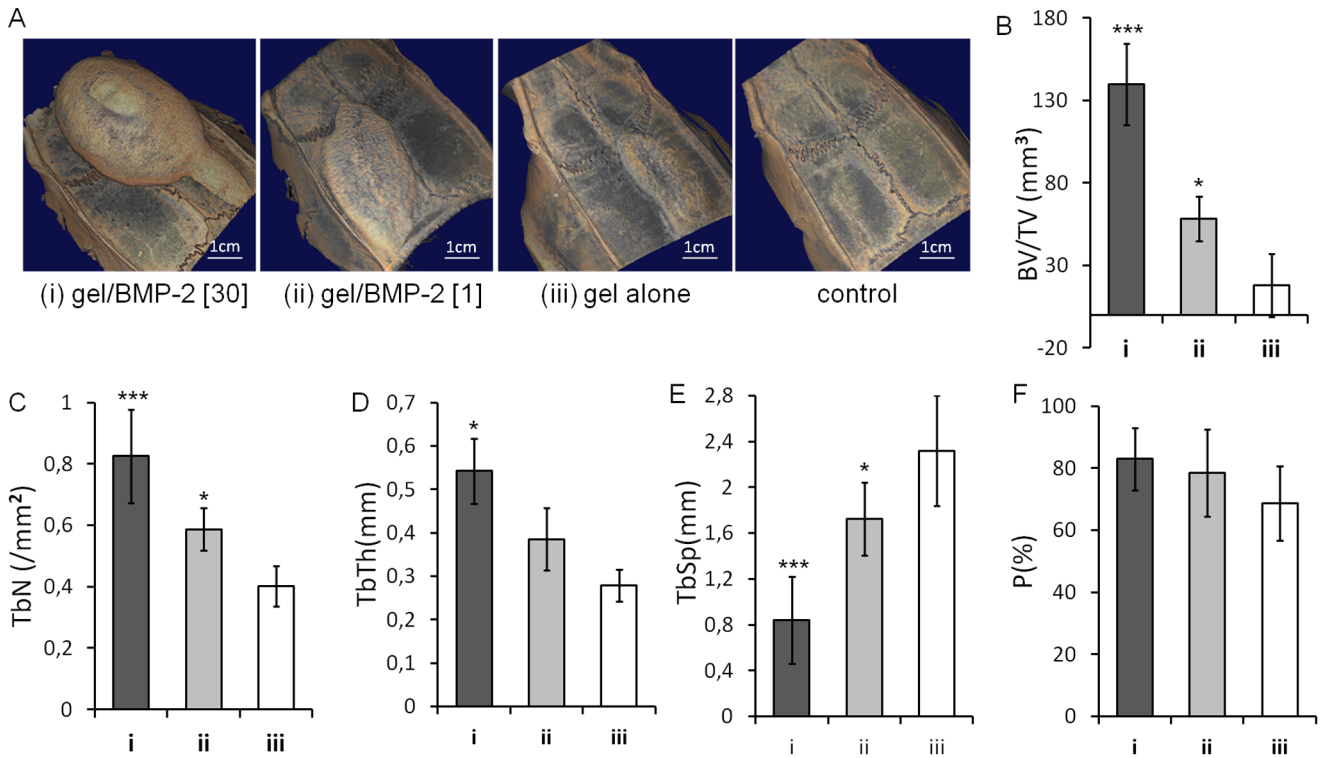 A
1cm
1cm
1cm
1cm
(i) gel/BMP-2 [30]
(ii) gel/BMP-2 [1]
(iii) gel alone
control
B
BV/TV (mm³)
180
130
80
30
-20
***
*
i
ii
iii
C
TbN (/mm²)
1
0,8
0,6
0,4
0,2
0
***
*
i
ii
iii
D
TbTh(mm)
0,7
0,6
0,5
0,4
0,3
0,2
0,1
0
*
i
ii
iii
E
TbSp(mm)
2,8
2,4
2
1,6
1,2
0,8
0,4
0
***
*
i
ii
iii
F
P(%)
100
80
60
40
20
0
i
ii
iii